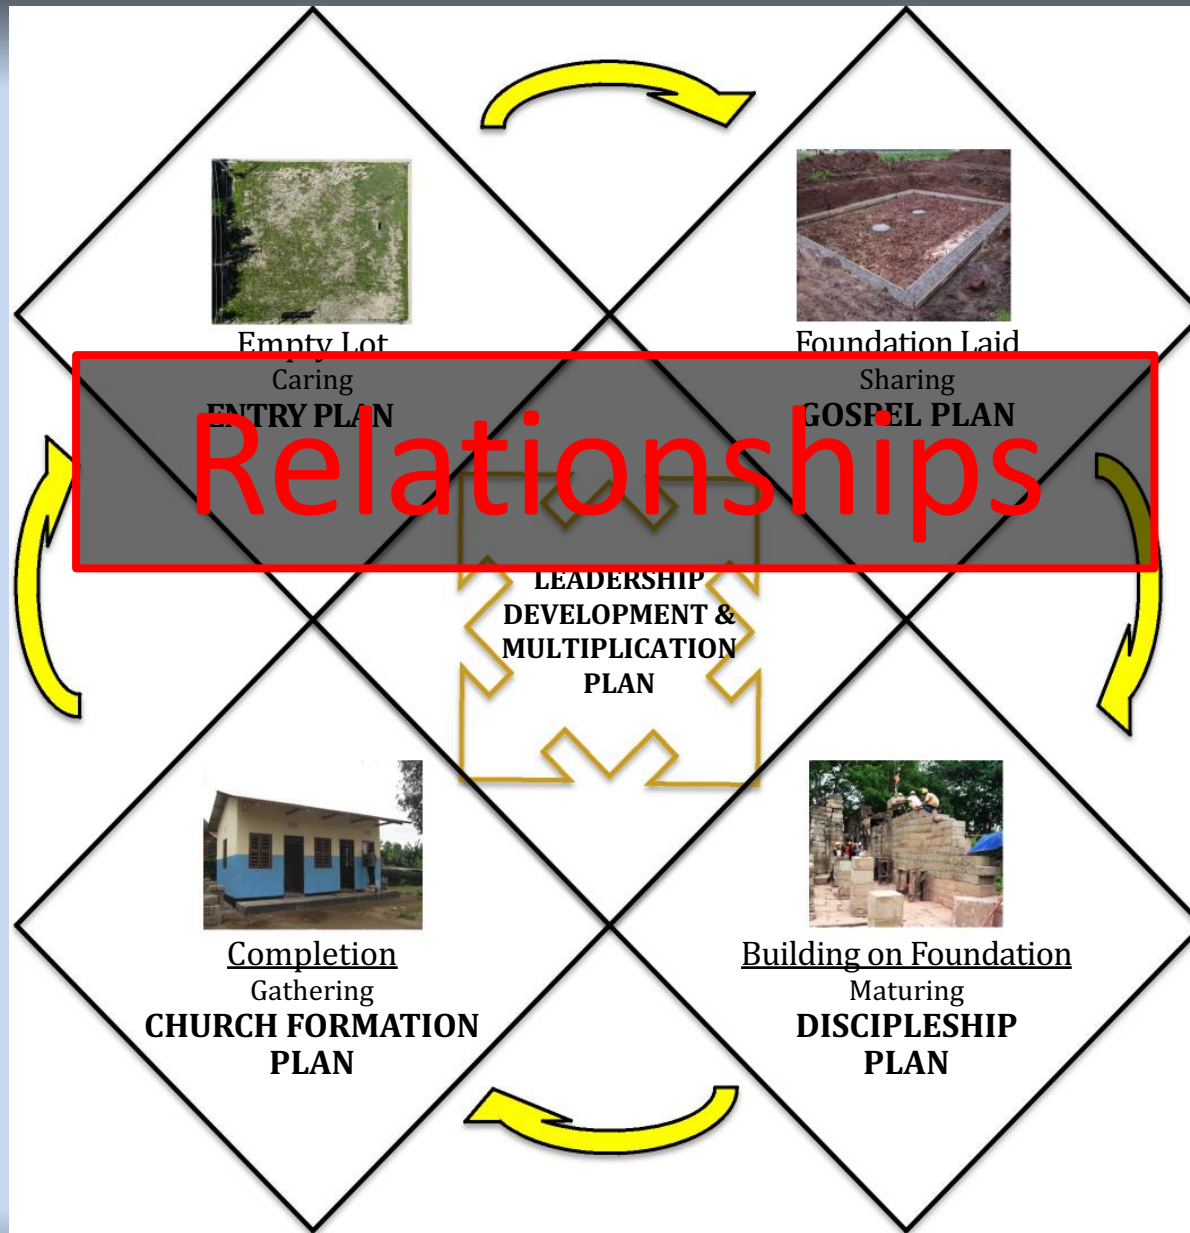 Empty Lot
Caring
ENTRY PLAN
Foundation Laid
Sharing
GOSPEL PLAN
Relationships
LEADERSHIP
DEVELOPMENT &
MULTIPLICATION
PLAN
Completion
Gathering
CHURCH FORMATION
PLAN
Building on Foundation
Maturing
DISCIPLESHIP
PLAN